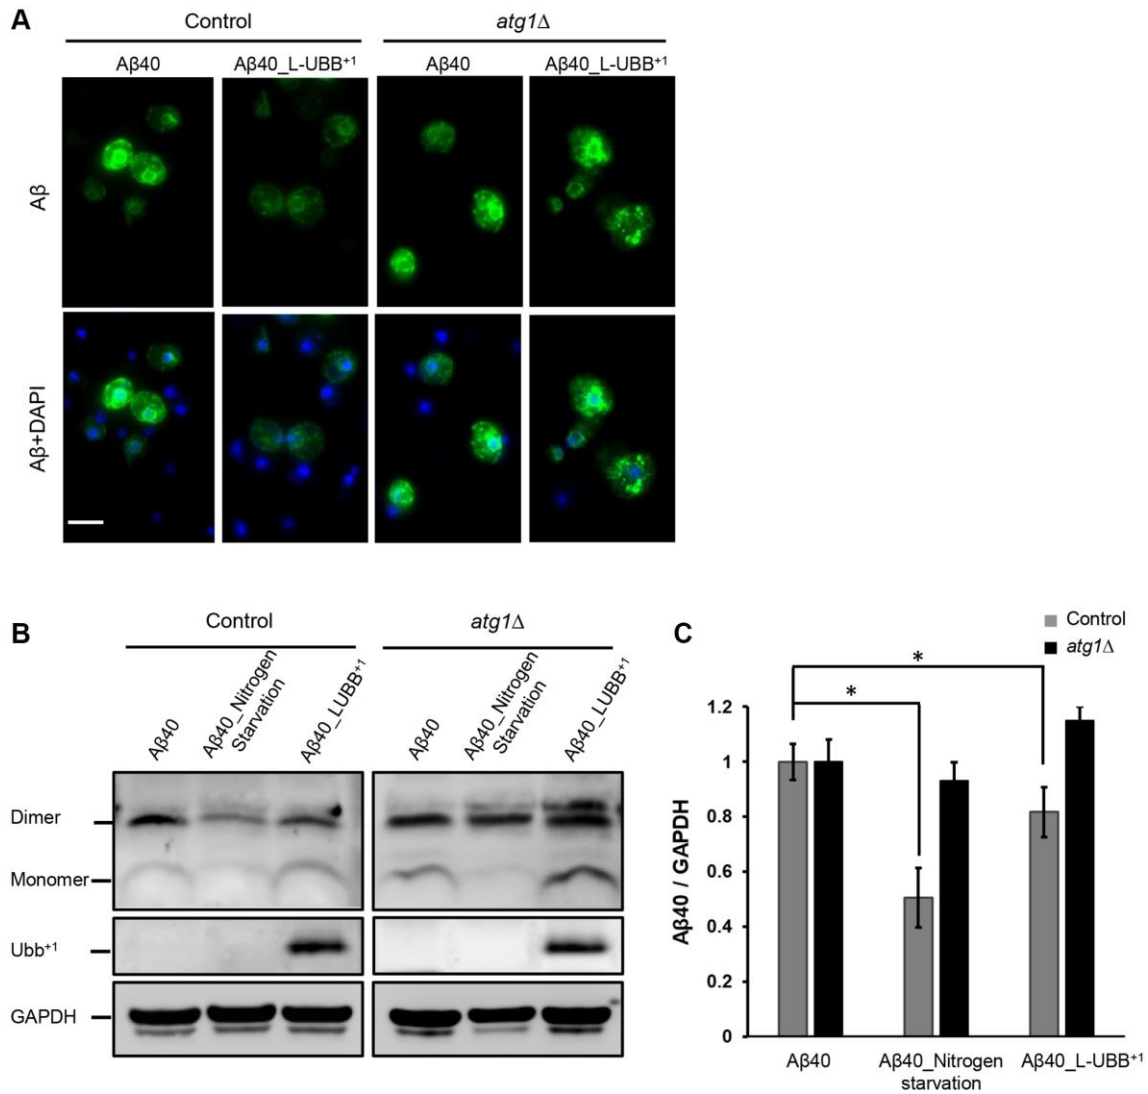 A
Control
atg1Δ
Aβ40
Aβ40_L-UBB+1
Aβ40
Aβ40_L-UBB+1
Aβ
Aβ+DAPI
B
Control
atg1Δ
Aβ40
Aβ40_Nitrogen
Starvation
Aβ40_LUBB+1
Aβ40
Aβ40_Nitrogen
Starvation
Aβ40_LUBB+1
Dimer
Monomer
Ubb+1
GAPDH
C
Control
atg1Δ
*
*
Aβ40 / GAPDH
1.2
1
0.8
0.6
0.4
0.2
0
Aβ40
Aβ40_Nitrogen
starvation
Aβ40_L-UBB+1